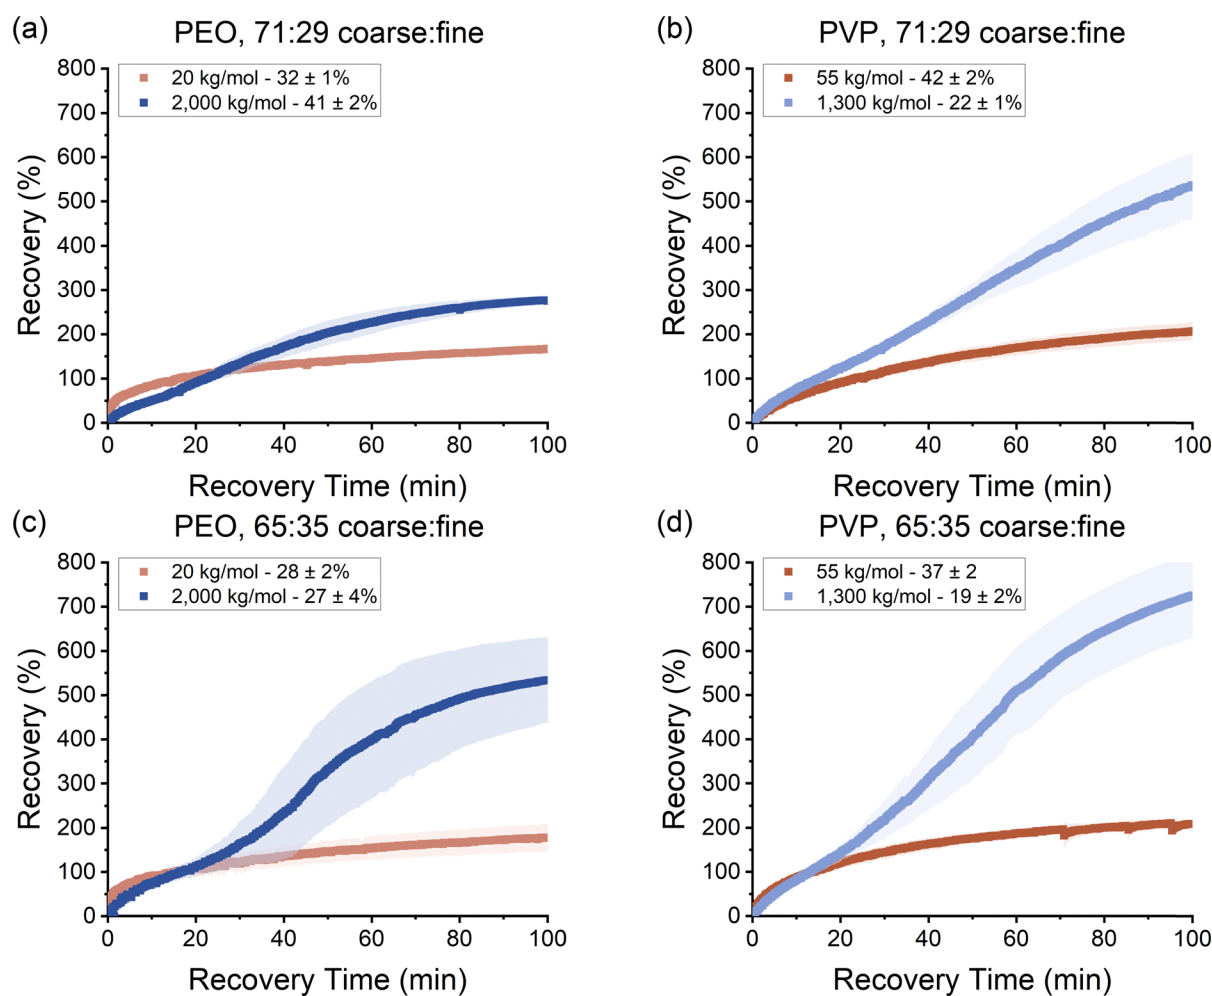 (a)
PEO, 71:29 coarse:fine
20 kg/mol - 32 ± 1%
2,000 kg/mol - 41 ± 2%
Recovery (%)
800
700
600
500
400
300
200
100
0
0 20 40 60 80 100
Recovery Time (min)
(b)
PVP, 71:29 coarse:fine
55 kg/mol - 42 ± 2%
1,300 kg/mol - 22 ± 1%
Recovery (%)
800
700
600
500
400
300
200
100
0
0 20 40 60 80 100
Recovery Time (min)
(c)
PEO, 65:35 coarse:fine
20 kg/mol - 28 ± 2%
2,000 kg/mol - 27 ± 4%
Recovery (%)
800
700
600
500
400
300
200
100
0
0 20 40 60 80 100
Recovery Time (min)
(d)
PVP, 65:35 coarse:fine
55 kg/mol - 37 ± 2
1,300 kg/mol - 19 ± 2%
Recovery (%)
800
700
600
500
400
300
200
100
0
0 20 40 60 80 100
Recovery Time (min)